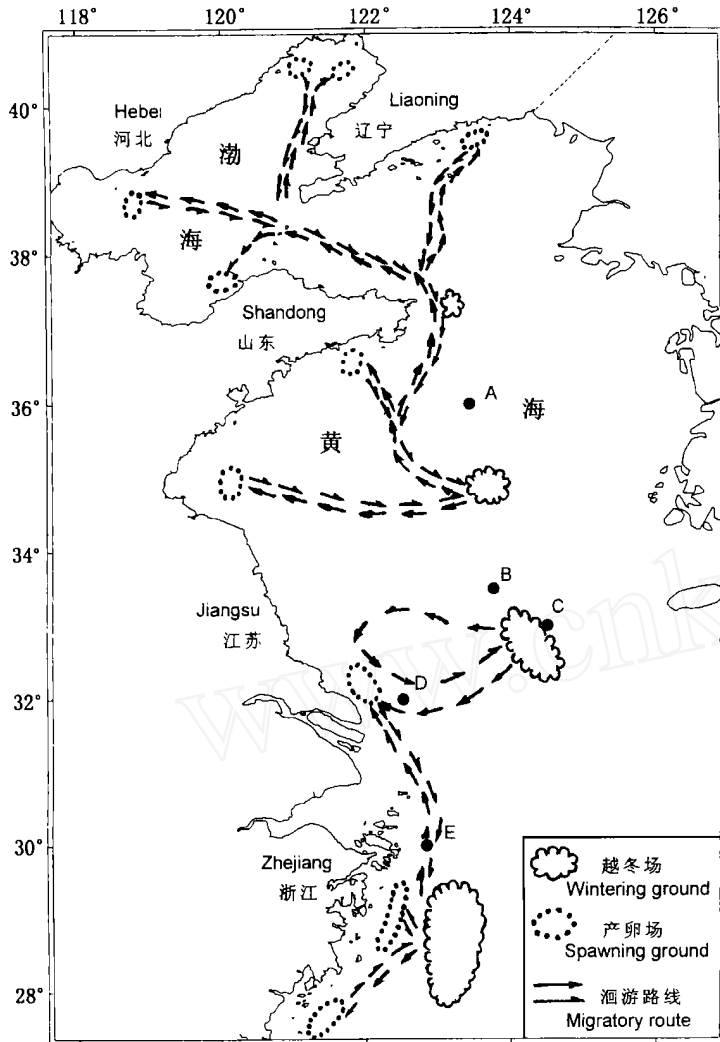 118° 120° 122° 124° 126°
40°
Hebei
河北
Liaoning
辽宁
渤
海
38°
Shandong
山东
36°
A
海
黄
34°
B
C
Jiangsu
江苏
D
32°
30°
E
Zhejiang
浙江
28°
越冬场
Wintering ground
产卵场
Spawning ground
洄游路线
Migratory route
www.cnk